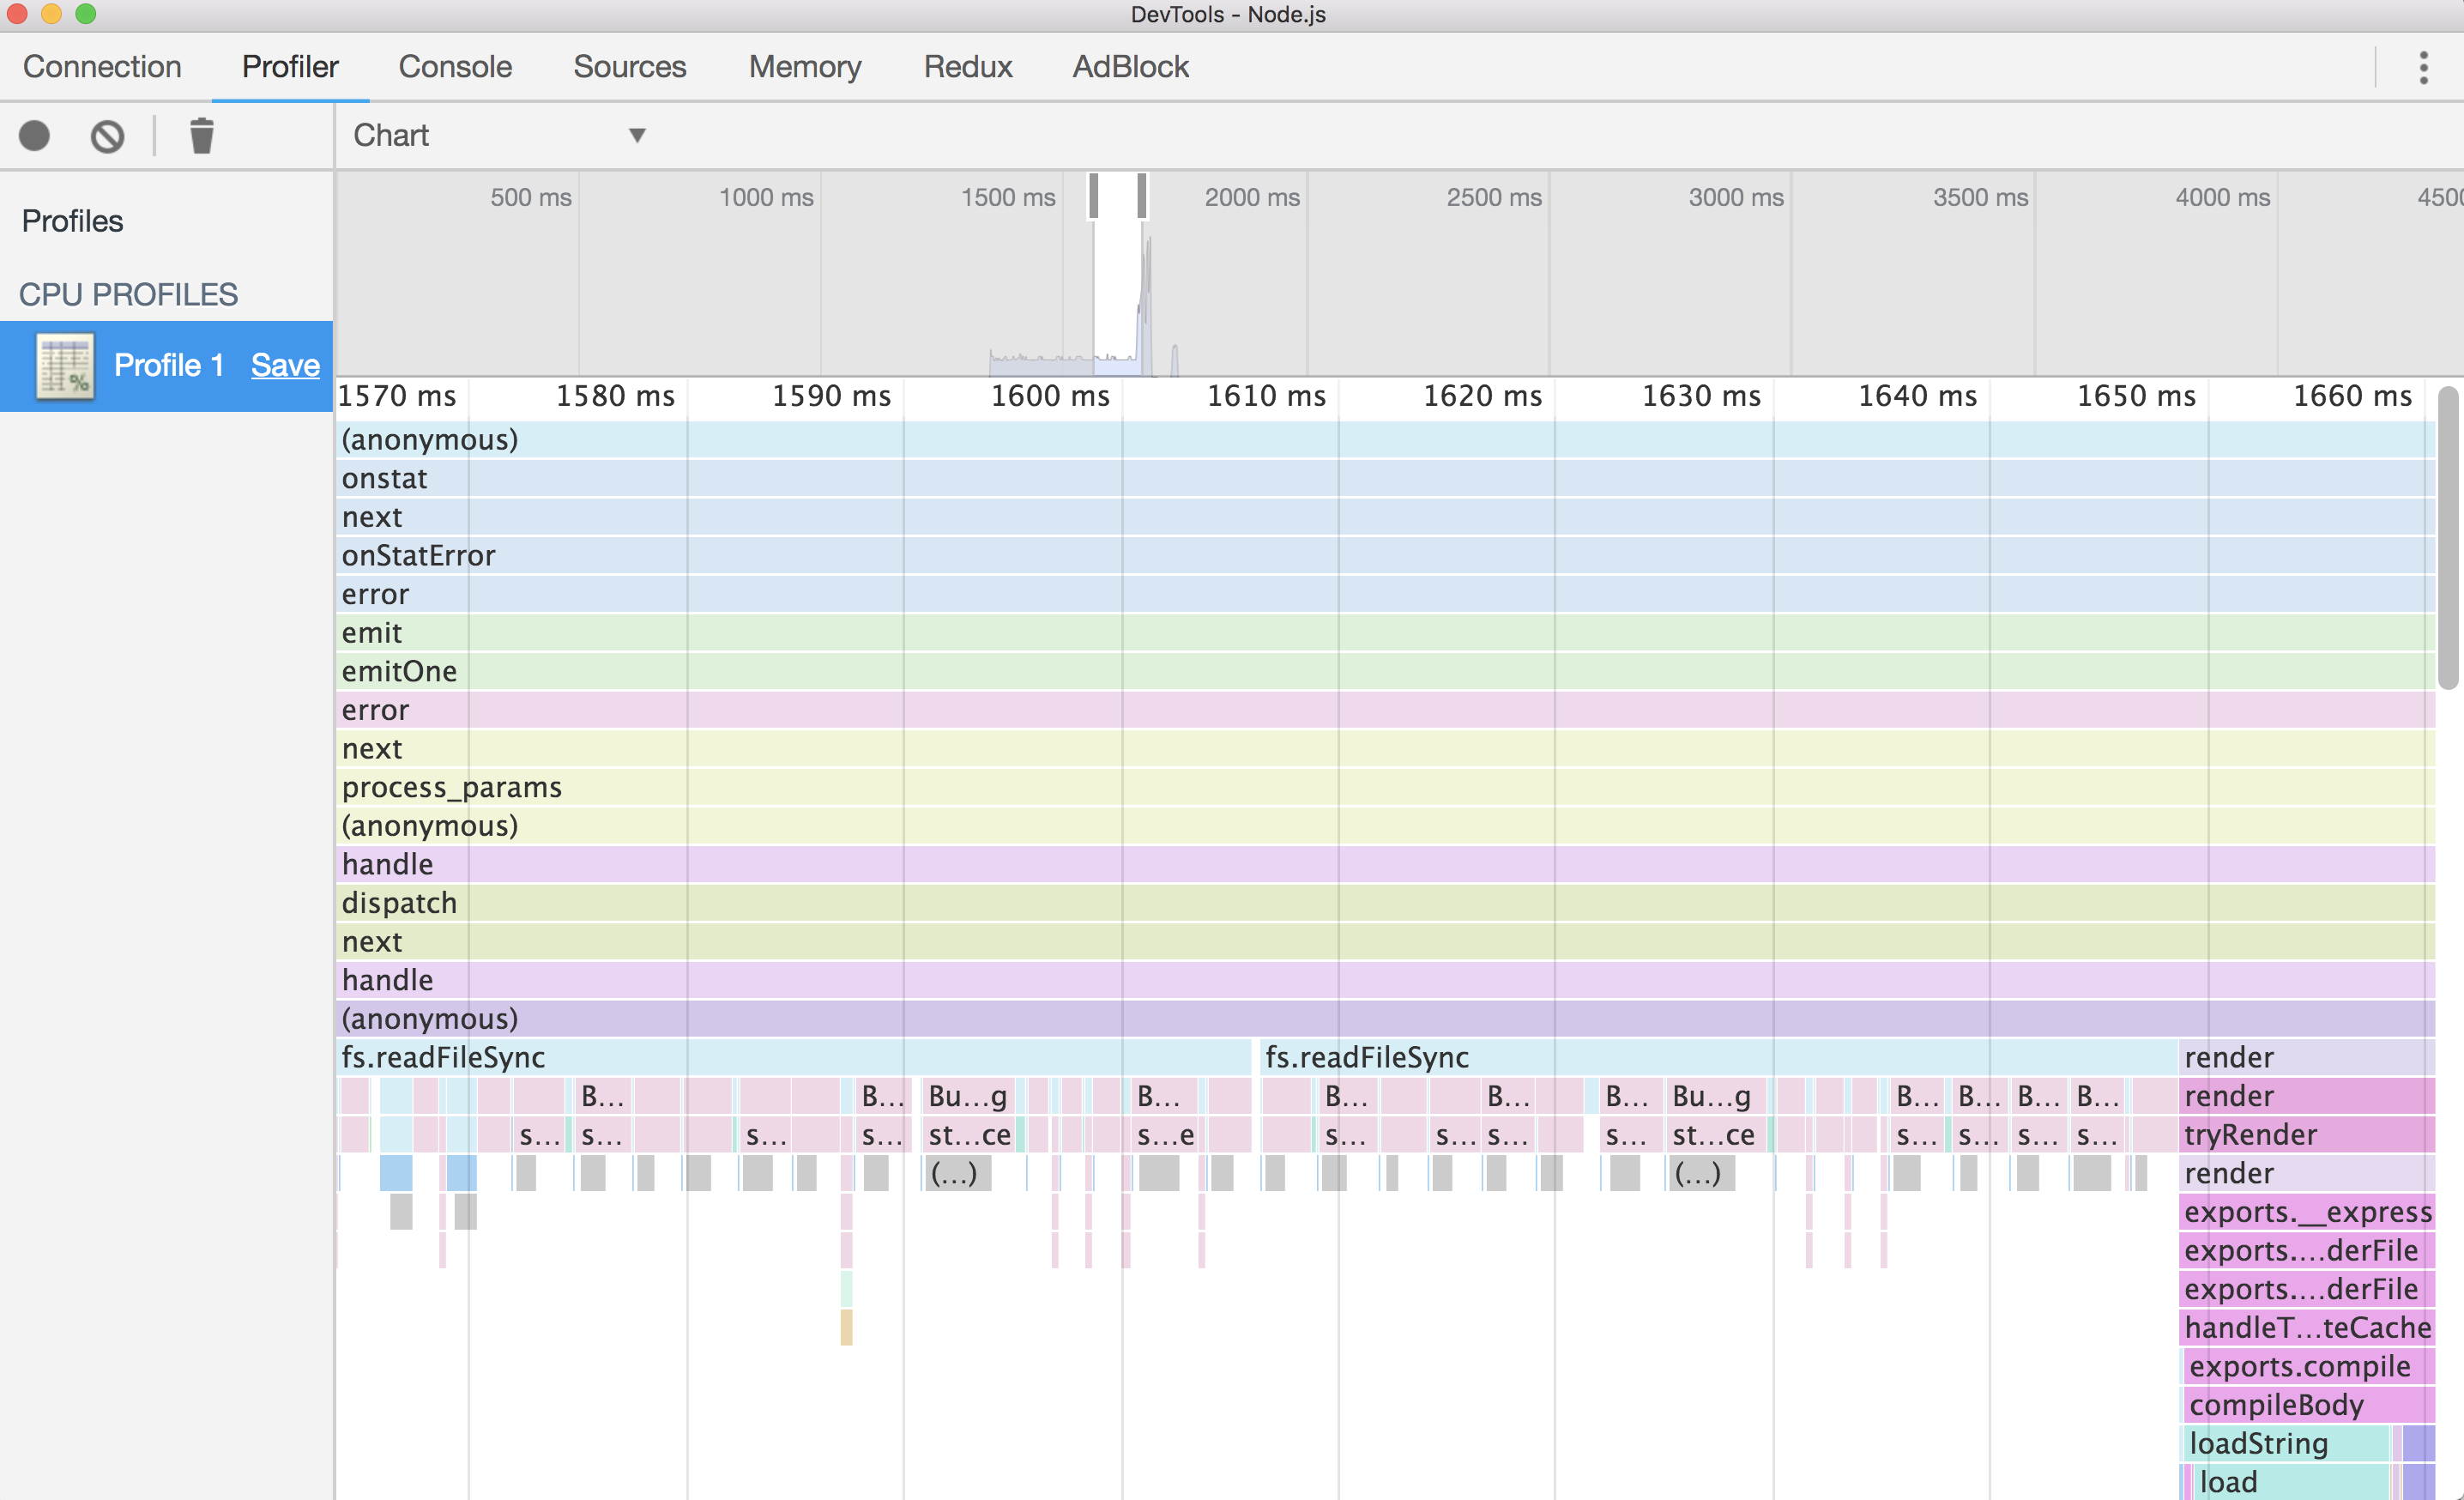 DevTools - Node.js
Connection Profiler Console Sources Memory Redux AdBlock
Chart ▼
500 ms 1000 ms 1500 ms 2000 ms 2500 ms 3000 ms 3500 ms 4000 ms 450
Profiles
CPU PROFILES
% Profile 1 Save
1570 ms 1580 ms 1590 ms 1600 ms 1610 ms 1620 ms 1630 ms 1640 ms 1650 ms 1660 ms
(anonymous)
onstat
next
onStatError
error
emit
emitOne
error
next
process_params
(anonymous)
handle
dispatch
next
handle
(anonymous)
fs.readFileSync fs.readFileSync render
B... B... Bu...g B... B... B... B... Bu...g B... B... B... B... render
s... s... s... s... st...ce s...e s... s... s... s... st...ce s... s... s... s... tryRender
(...) (...) render
exports.__express
exports....derFile
exports....derFile
handleT...teCache
exports.compile
compileBody
loadString
load